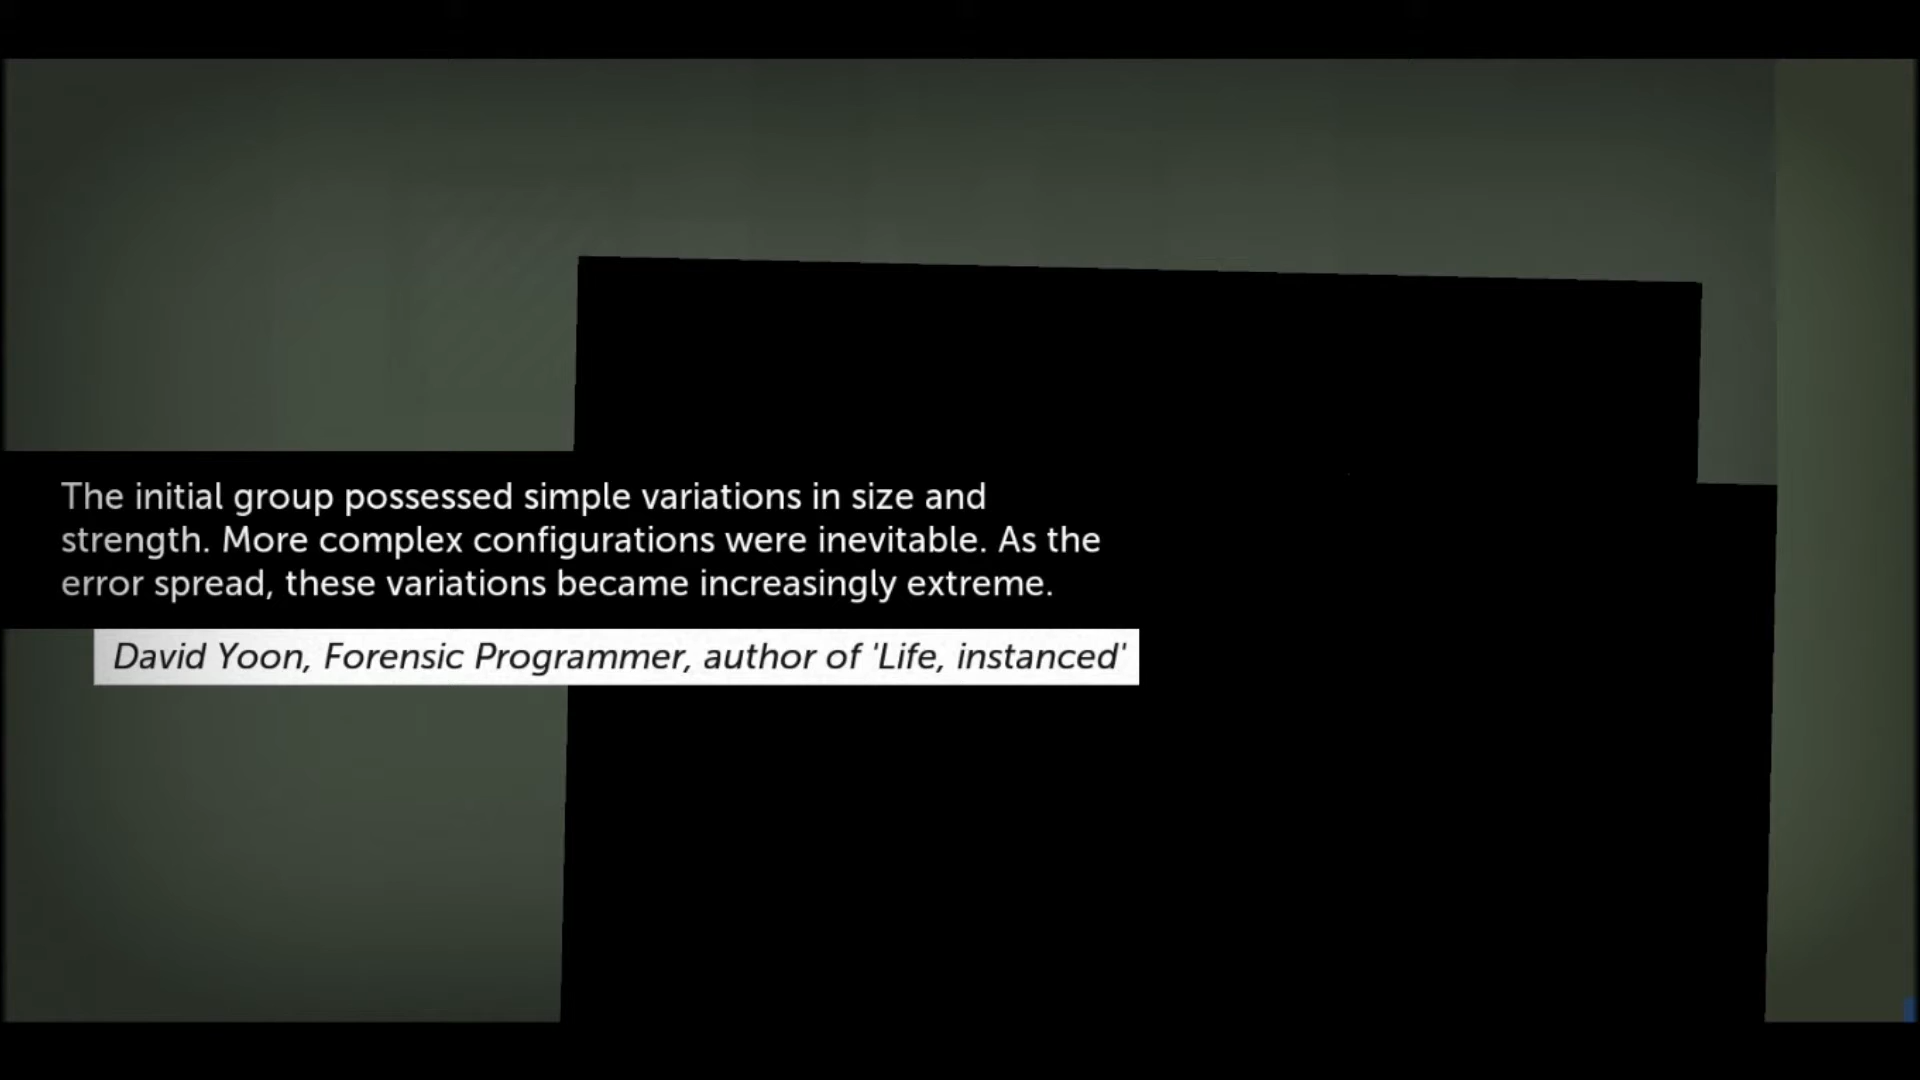 The initial group possessed simple variations in size and
strength. More complex configurations were inevitable. As the
error spread, these variations became increasingly extreme.
David Yoon, Forensic Programmer, author of 'Life, instanced'